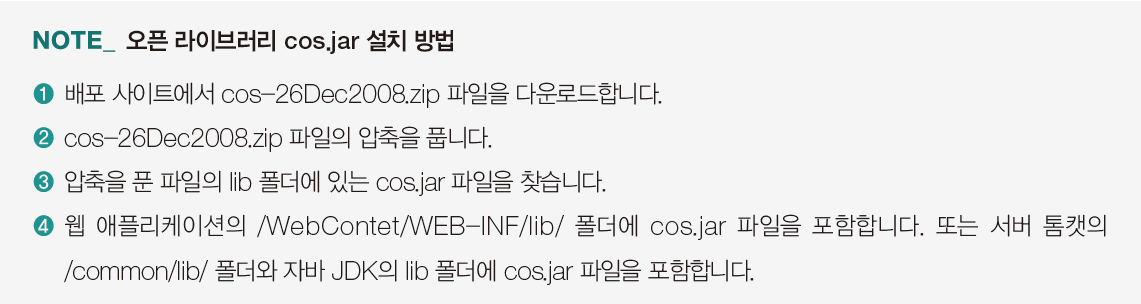 NOTE_ 오픈 라이브러리 cos.jar 설치 방법
❶ 배포 사이트에서 cos-26Dec2008.zip 파일을 다운로드합니다.
❷ cos-26Dec2008.zip 파일의 압축을 풉니다.
❸ 압축을 푼 파일의 lib 폴더에 있는 cos.jar 파일을 찾습니다.
❹ 웹 애플리케이션의 /WebContet/WEB-INF/lib/ 폴더에 cos.jar 파일을 포함합니다. 또는 서버 톰캣의
/common/lib/ 폴더와 자바 JDK의 lib 폴더에 cos.jar 파일을 포함합니다.